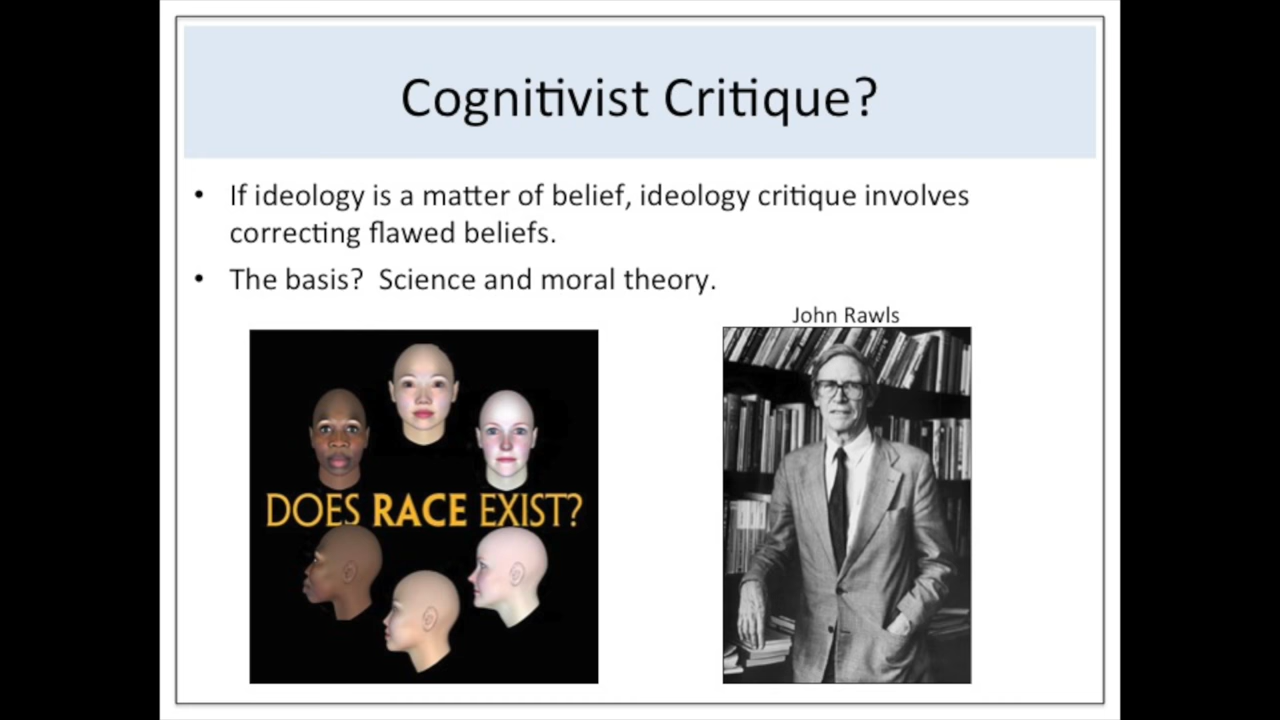 Cognitivist Critique?
• If ideology is a matter of belief, ideology critique involves
correcting flawed beliefs.
• The basis?  Science and moral theory.
John Rawls
DOES RACE EXIST?